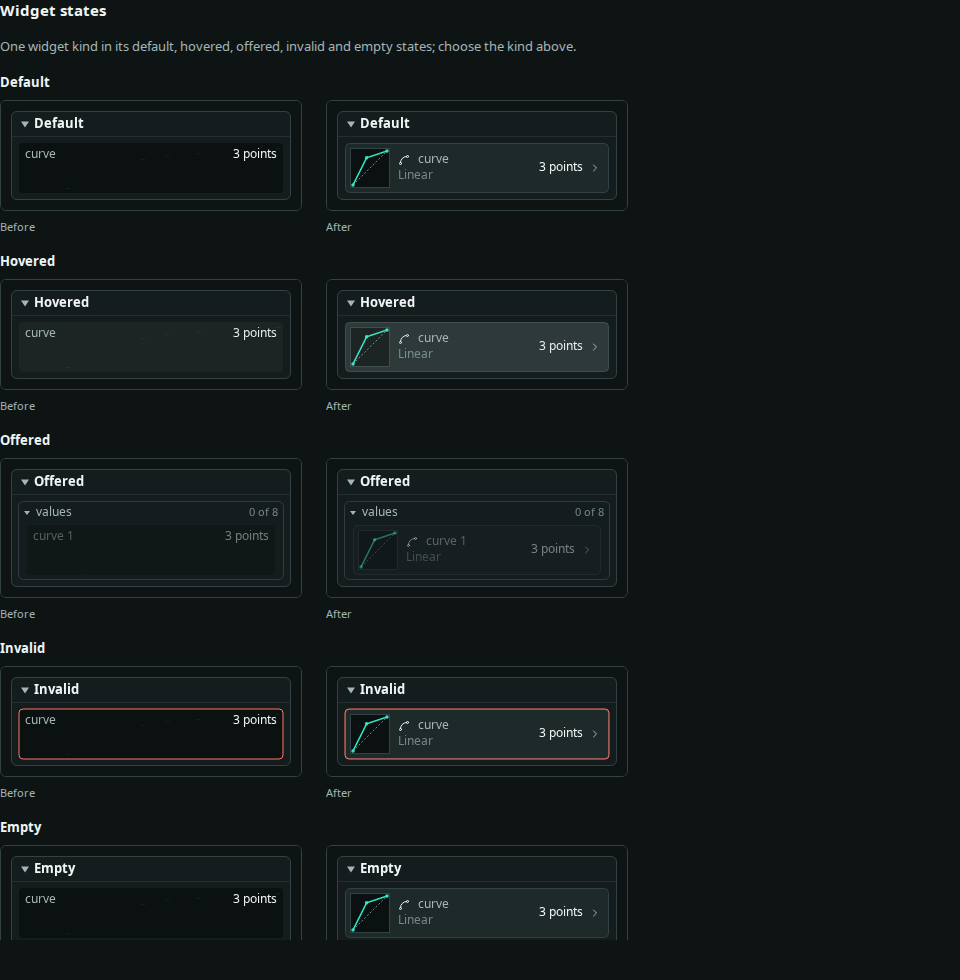 Widget states
One widget kind in its default, hovered, offered, invalid and empty states; choose the kind above.
Default
Default
curve 3 points
Before
Default
curve
Linear
3 points
After
Hovered
Hovered
curve 3 points
Before
Hovered
curve
Linear
3 points
After
Offered
Offered
values 0 of 8
curve 1 3 points
Before
Offered
values 0 of 8
curve 1
Linear
3 points
After
Invalid
Invalid
curve 3 points
Before
Invalid
curve
Linear
3 points
After
Empty
Empty
curve 3 points
Empty
curve
Linear
3 points